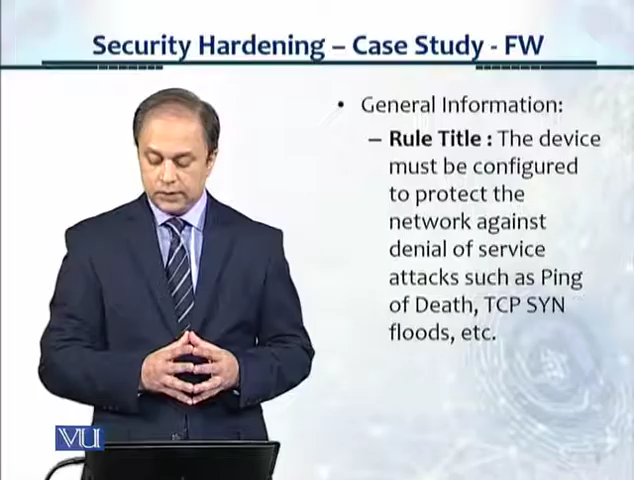 Security Hardening – Case Study - FW
• General Information:
– Rule Title : The device
must be configured
to protect the
network against
denial of service
attacks such as Ping
of Death, TCP SYN
floods, etc.
VU